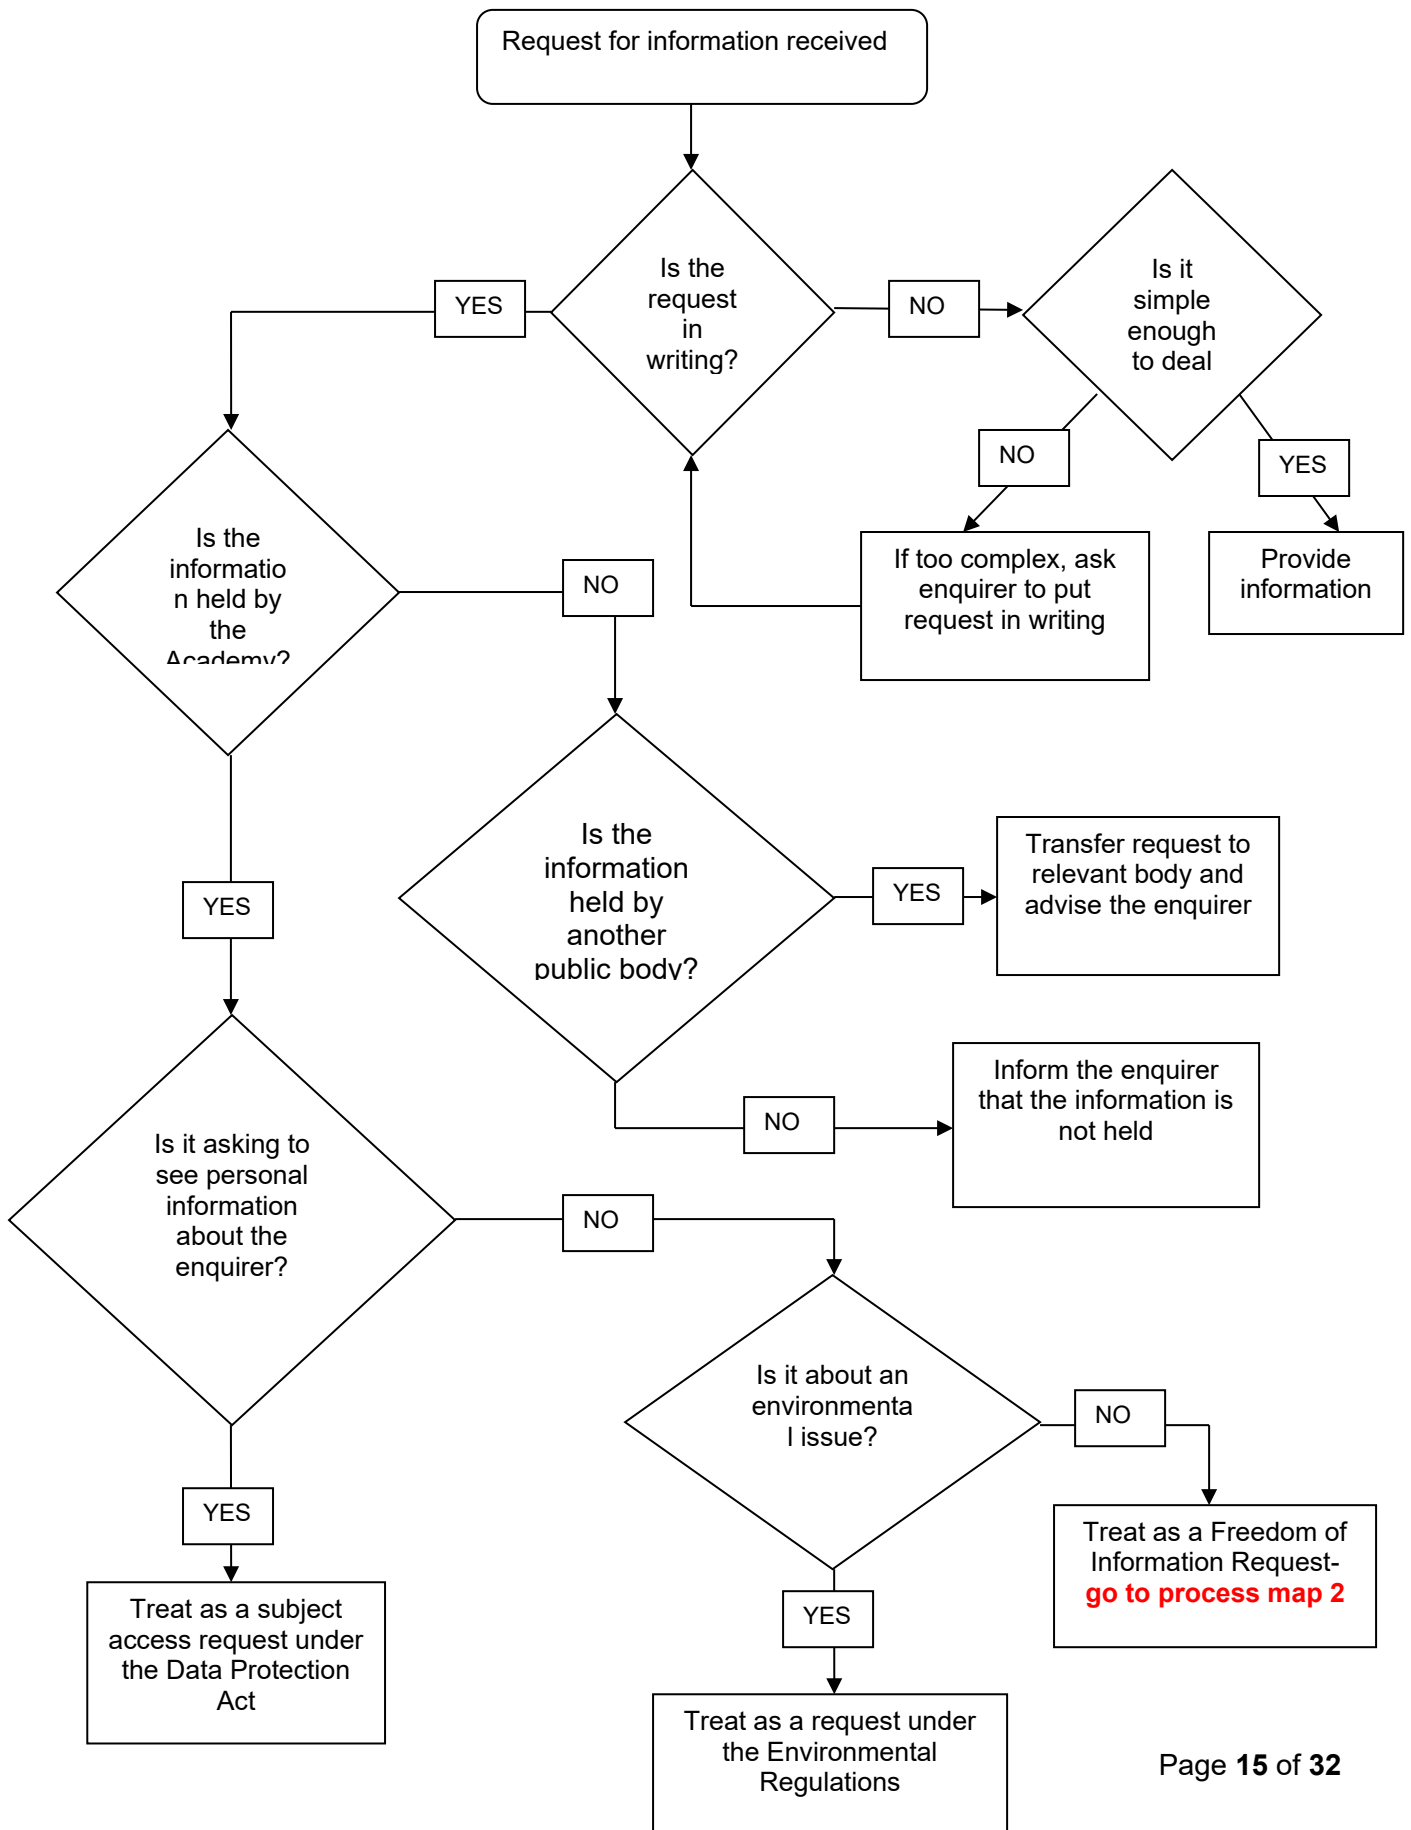 Request for information received
Is the
request
in
writing?
YES
NO
Is it
simple
enough
to deal
NO
YES
If too complex, ask
enquirer to put
request in writing
Provide
information
Is the
informatio
n held by
the
Academy?
NO
YES
Is the
information
held by
another
public body?
YES
Transfer request to
relevant body and
advise the enquirer
NO
Inform the enquirer
that the information is
not held
Is it asking to
see personal
information
about the
enquirer?
NO
YES
Is it about an
environmenta
l issue?
NO
Treat as a Freedom of
Information Request-
go to process map 2
YES
Treat as a subject
access request under
the Data Protection
Act
Treat as a request under
the Environmental
Regulations
Page 15 of 32